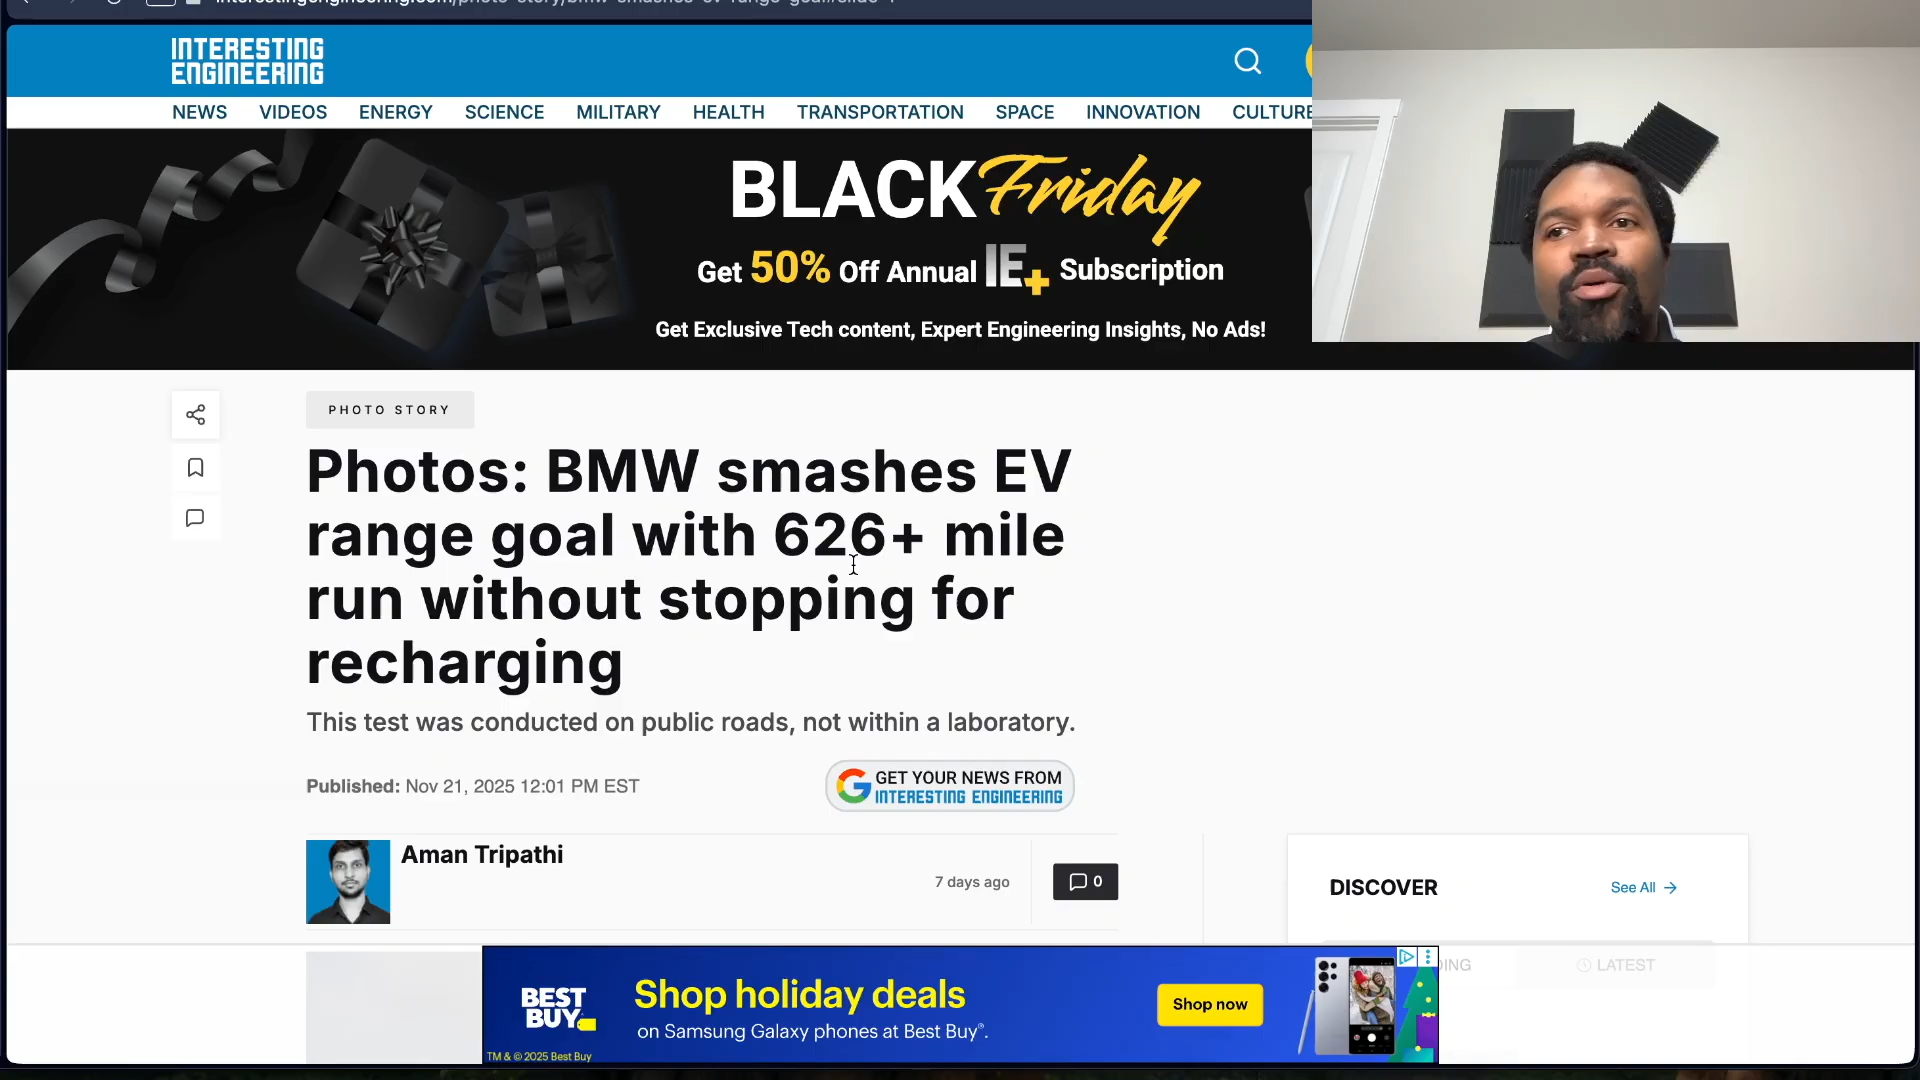 INTERESTING
ENGINEERING
NEWS VIDEOS ENERGY SCIENCE MILITARY HEALTH TRANSPORTATION SPACE INNOVATION CULTURE
BLACK Friday
Get 50% Off Annual IE+ Subscription
Get Exclusive Tech content, Expert Engineering Insights, No Ads!
PHOTO STORY
Photos: BMW smashes EV
range goal with 626+ mile
run without stopping for
recharging
This test was conducted on public roads, not within a laboratory.
Published: Nov 21, 2025 12:01 PM EST
GET YOUR NEWS FROM
INTERESTING ENGINEERING
Aman Tripathi
7 days ago
0
DISCOVER
See All
LATEST
BEST
BUY
Shop holiday deals
on Samsung Galaxy phones at Best Buy®.
Shop now
TM & © 2025 Best Buy